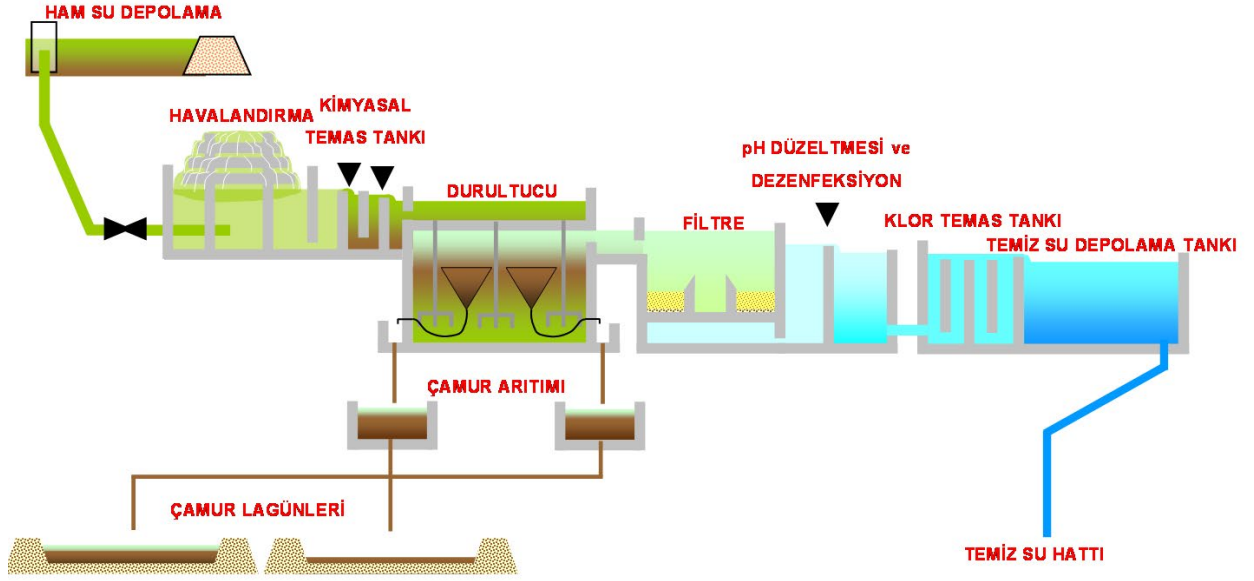 HAM SU DEPOLAMA
HAVALANDIRMA
KİMYASAL
TEMAS TANKI
DURULTUCU
FİLTRE
pH DÜZELTMESİ ve
DEZENFEKSİYON
KLOR TEMAS TANKI
TEMİZ SU DEPOLAMA TANKI
ÇAMUR ARITIMI
ÇAMUR LAGÜNLERİ
TEMİZ SU HATTI